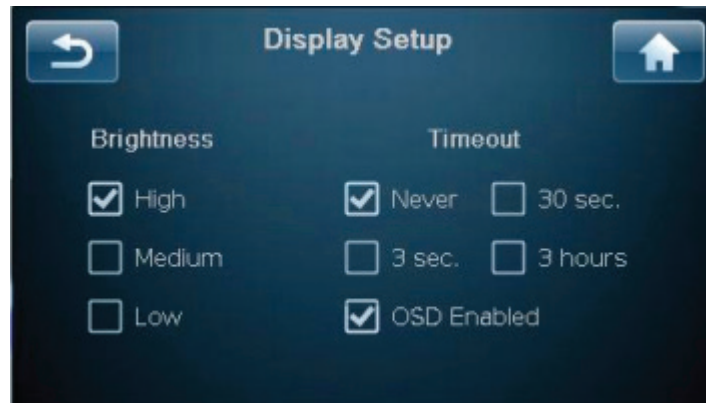 Display Setup
Brightness
Timeout
High
Never
30 sec.
Medium
3 sec.
3 hours
Low
OSD Enabled